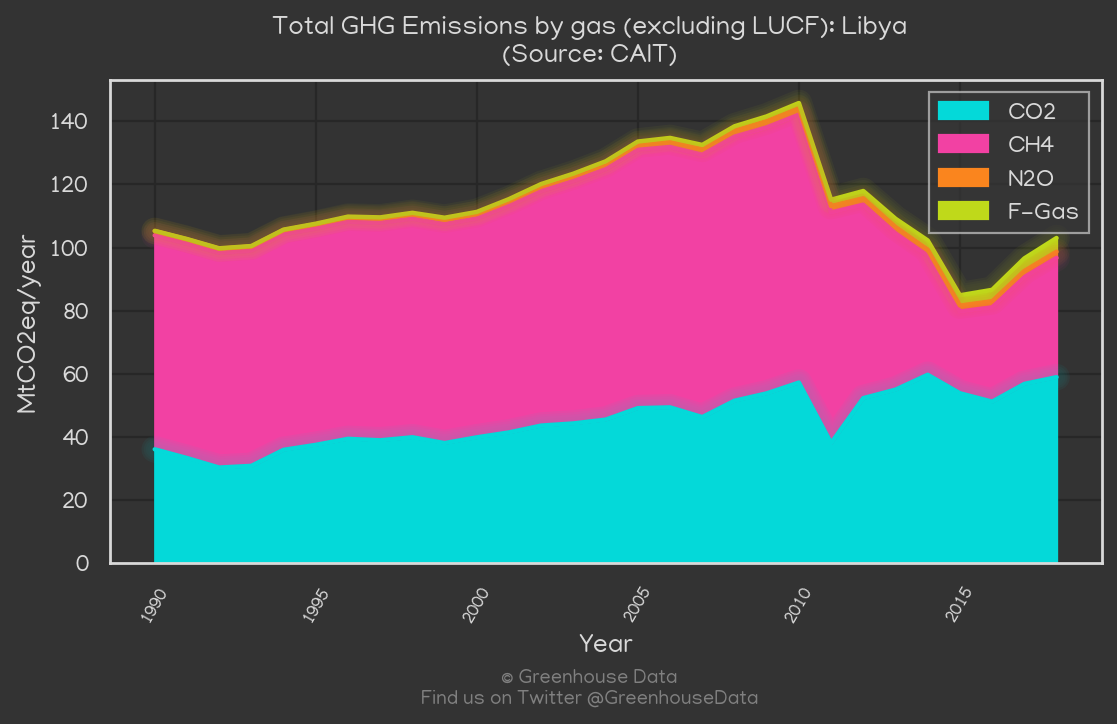 Total GHG Emissions by gas (excluding LUCF): Libya
(Source: CAIT)
CO2
CH4
N2O
F-Gas
MtCO2eq/year
140
120
100
80
60
40
20
0
1990
1995
2000
2005
2010
2015
Year
© Greenhouse Data
Find us on Twitter @GreenhouseData